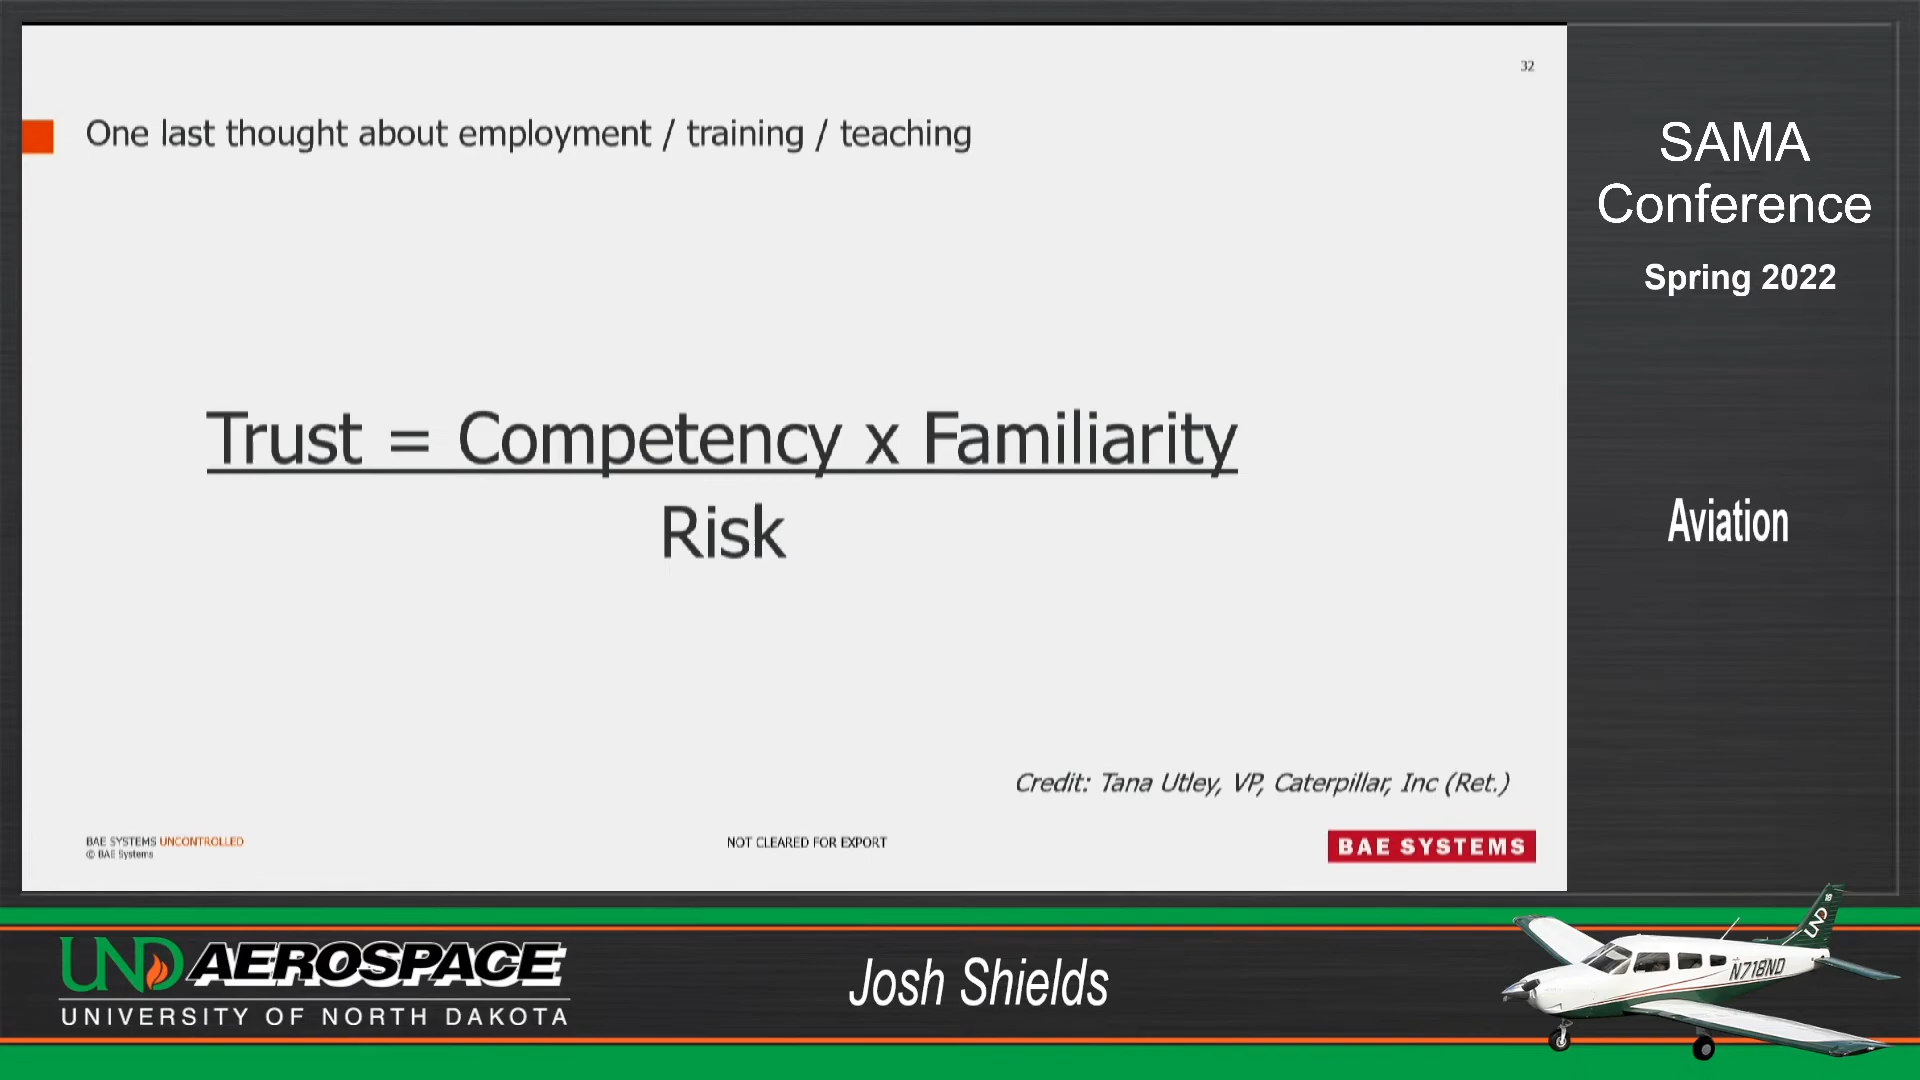 32
One last thought about employment / training / teaching
Trust = Competency x Familiarity
Risk
Credit: Tana Utley, VP, Caterpillar, Inc (Ret.)
BAE SYSTEMS UNCONTROLLED
© BAE Systems
NOT CLEARED FOR EXPORT
BAE SYSTEMS
SAMA
Conference
Spring 2022
Aviation
UND AEROSPACE
UNIVERSITY OF NORTH DAKOTA
Josh Shields
18
UND
N718ND